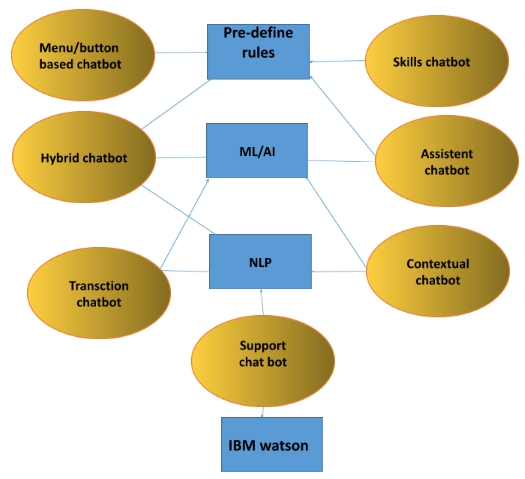 Menu/button
based chatbot
Pre-define
rules
Skills chatbot
Hybrid chatbot
ML/AI
Assistent
chatbot
Transction
chatbot
NLP
Contextual
chatbot
Support
chat bot
IBM watson